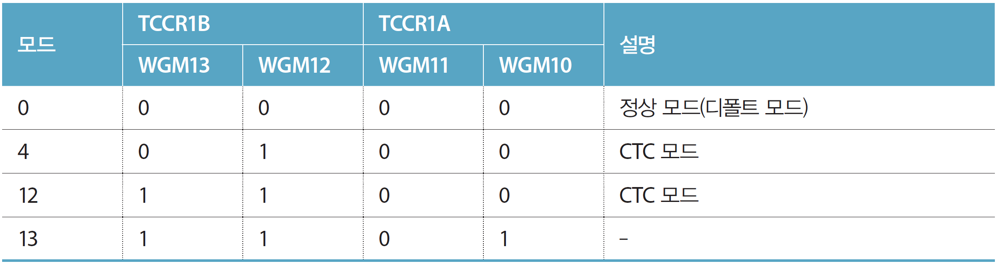 모드 TCCR1B TCCR1A 설명
WGM13 WGM12 WGM11 WGM10
0 0 0 0 0 정상 모드(디폴트 모드)
4 0 1 0 0 CTC 모드
12 1 1 0 0 CTC 모드
13 1 1 0 1 –